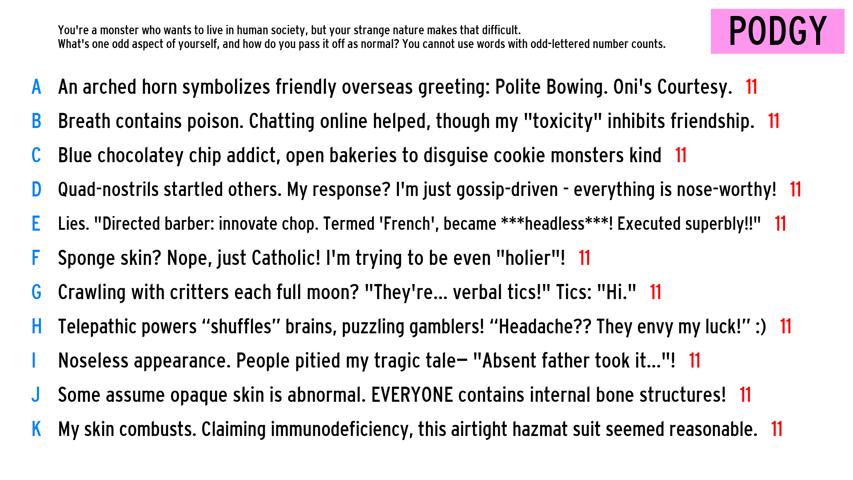 You're a monster who wants to live in human society, but your strange nature makes that difficult.
What's one odd aspect of yourself, and how do you pass it off as normal? You cannot use words with odd-lettered number counts.
PODGY
A An arched horn symbolizes friendly overseas greeting: Polite Bowing. Oni's Courtesy. 11
B Breath contains poison. Chatting online helped, though my "toxicity" inhibits friendship. 11
C Blue chocolatey chip addict, open bakeries to disguise cookie monsters kind 11
D Quad-nostrils startled others. My response? I'm just gossip-driven - everything is nose-worthy! 11
E Lies. "Directed barber: innovate chop. Termed 'French', became ***headless***! Executed superbly!!" 11
F Sponge skin? Nope, just Catholic! I'm trying to be even "holier"! 11
G Crawling with critters each full moon? "They're... verbal tics!" Tics: "Hi." 11
H Telepathic powers “shuffles” brains, puzzling gamblers! “Headache?? They envy my luck!” :) 11
I Noseless appearance. People pitied my tragic tale— "Absent father took it..."! 11
J Some assume opaque skin is abnormal. EVERYONE contains internal bone structures! 11
K My skin combusts. Claiming immunodeficiency, this airtight hazmat suit seemed reasonable. 11